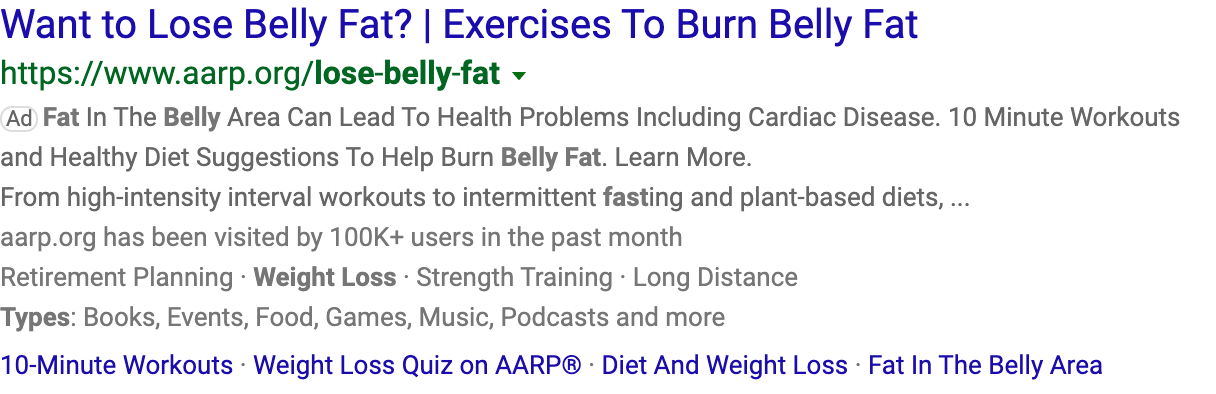 Want to Lose Belly Fat? | Exercises To Burn Belly Fat
https://www.aarp.org/lose-belly-fat
Ad Fat In The Belly Area Can Lead To Health Problems Including Cardiac Disease. 10 Minute Workouts
and Healthy Diet Suggestions To Help Burn Belly Fat. Learn More.
From high-intensity interval workouts to intermittent fasting and plant-based diets, ...
aarp.org has been visited by 100K+ users in the past month
Retirement Planning · Weight Loss · Strength Training · Long Distance
Types: Books, Events, Food, Games, Music, Podcasts and more
10-Minute Workouts · Weight Loss Quiz on AARP® · Diet And Weight Loss · Fat In The Belly Area